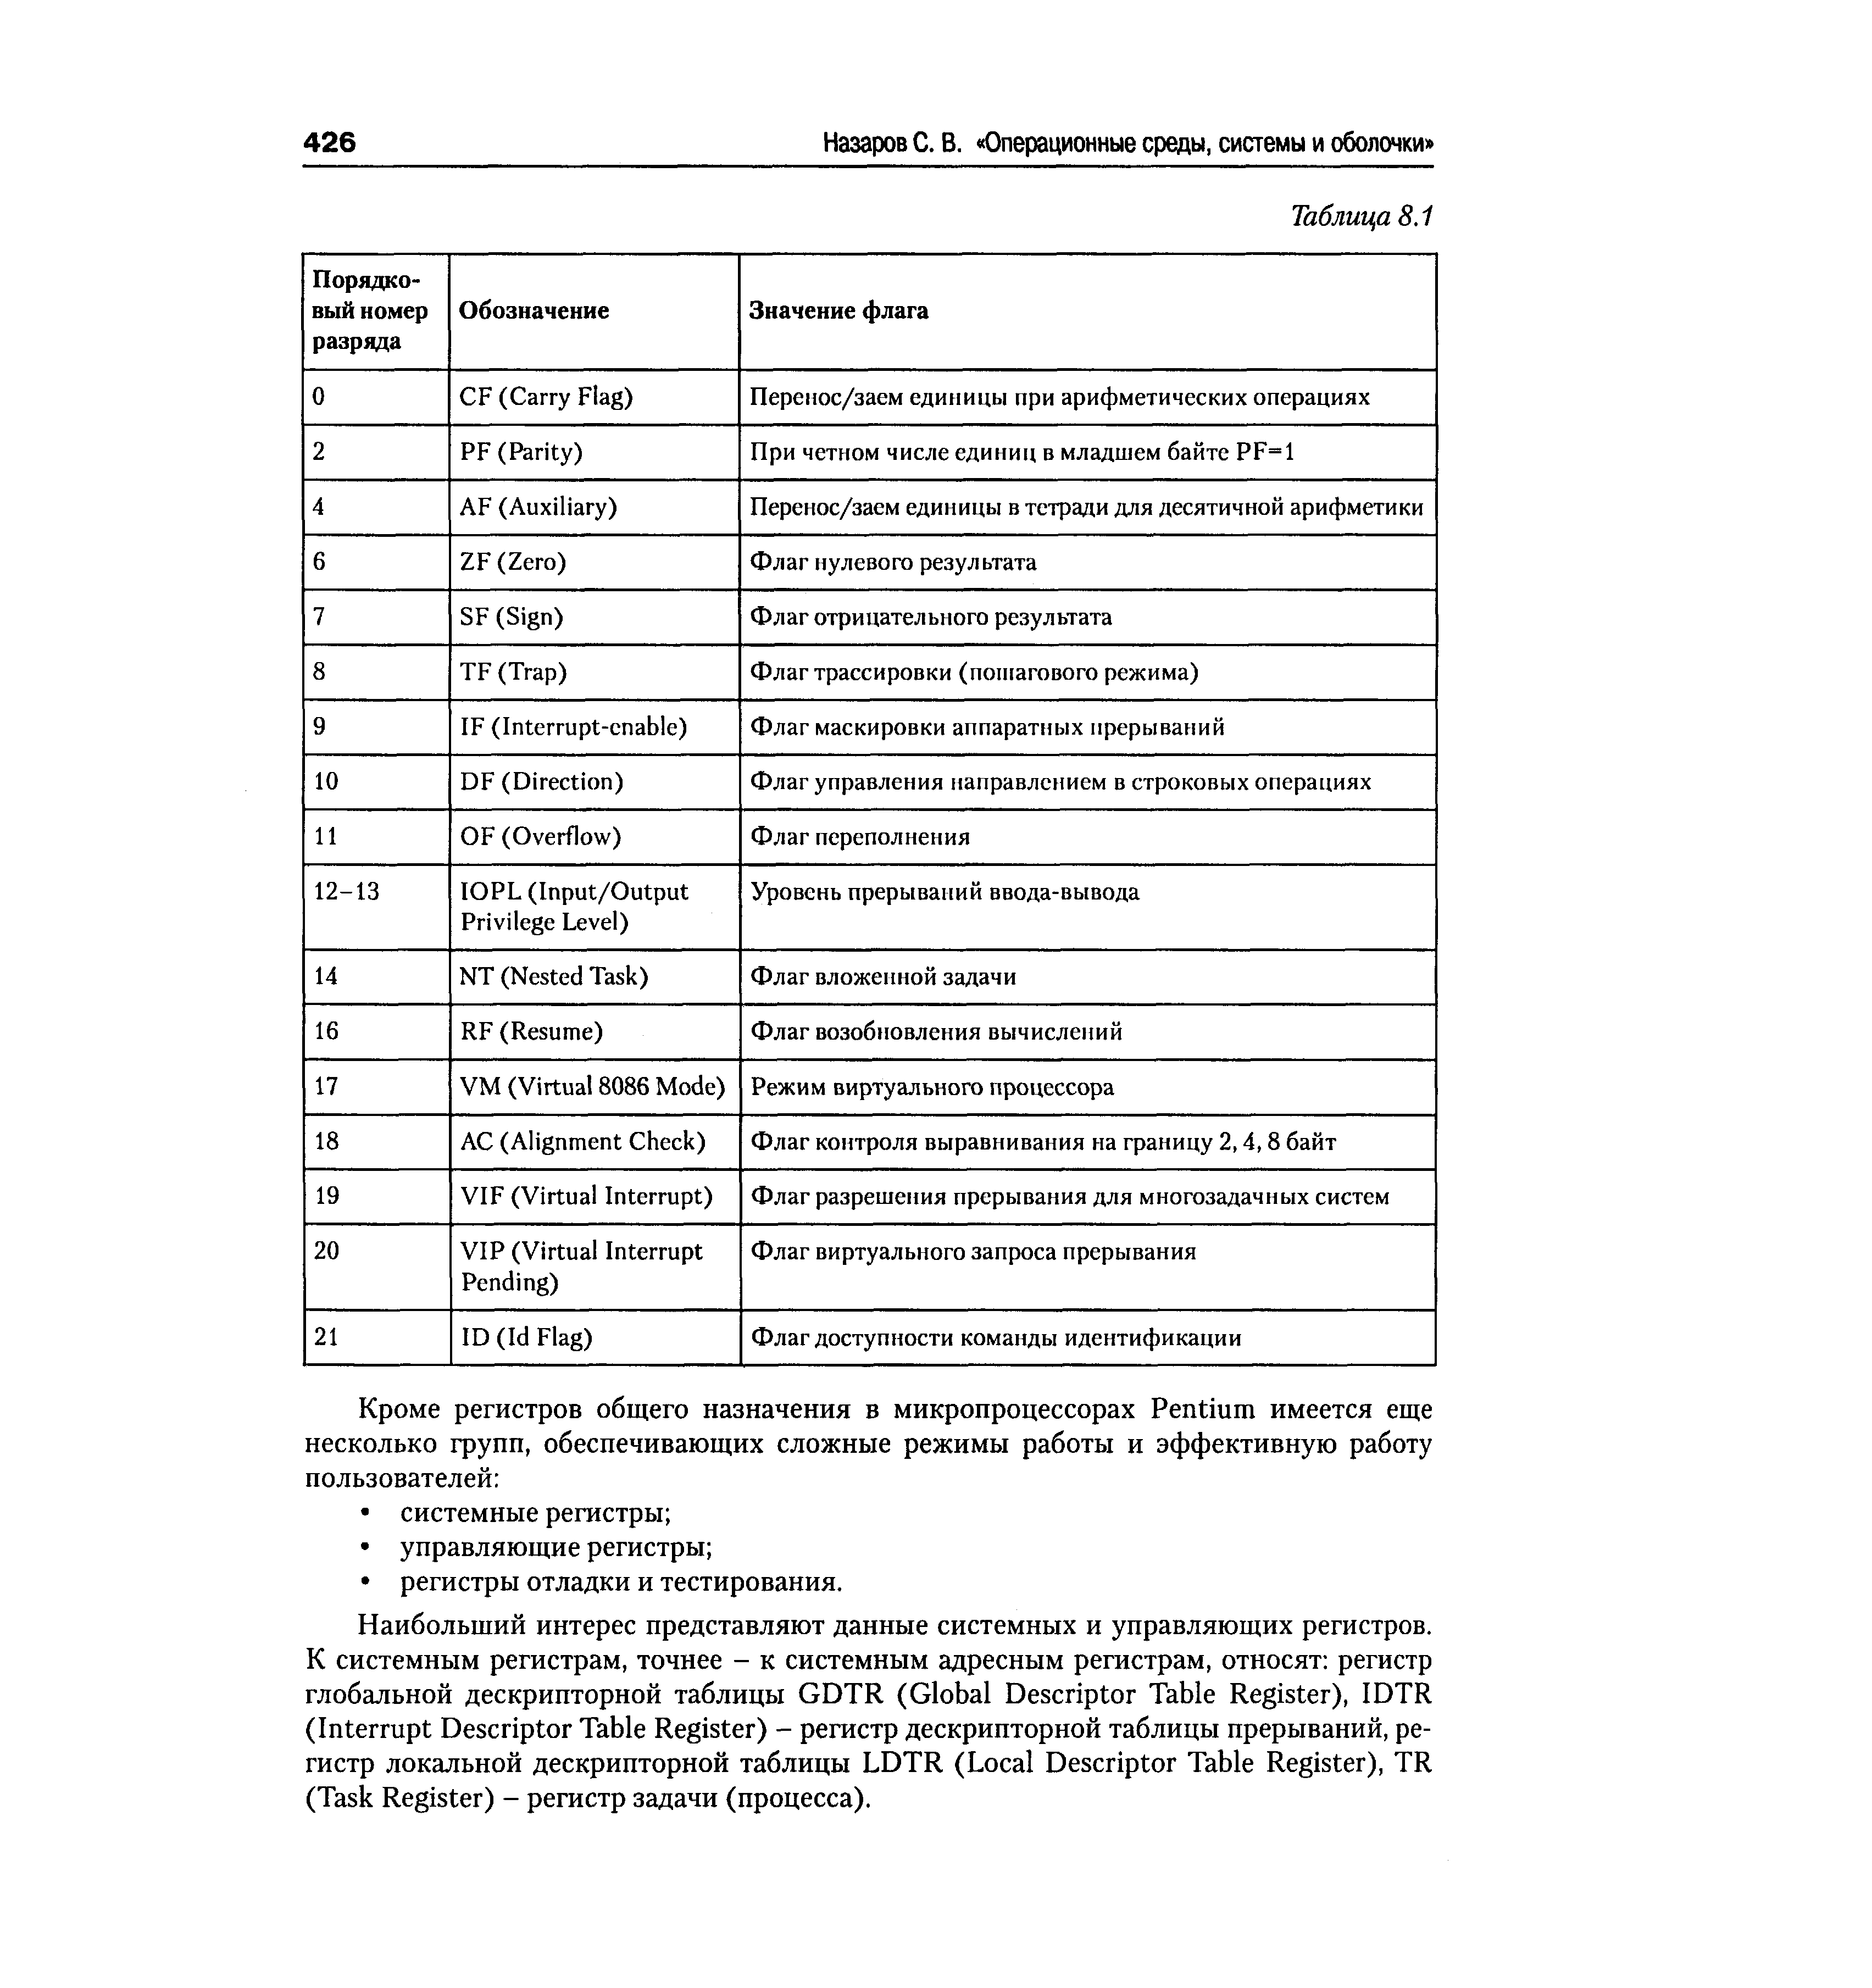 426
Назаров С. В. «Операционные среды, системы и оболочки»
Таблица 8.1
Порядко-
вый номер
разряда
Обозначение
Значение флага
0
CF (Carry Flag)
Перенос/заем единицы при арифметических операциях
2
PF (Parity)
При четном числе единиц в младшем байте PF=1
4
AF (Auxiliary)
Перенос/заем единицы в тетради для десятичной арифметики
6
ZF (Zero)
Флаг нулевого результата
7
SF (Sign)
Флаг отрицательного результата
8
TF (Trap)
Флаг трассировки (пошагового режима)
9
IF (Interrupt-enable)
Флаг маскировки аппаратных прерываний
10
DF (Direction)
Флаг управления направлением в строковых операциях
11
OF (Overflow)
Флаг переполнения
12–13
IOPL (Input/Output
Privilege Level)
Уровень прерываний ввода-вывода
14
NT (Nested Task)
Флаг вложенной задачи
16
RF (Resume)
Флаг возобновления вычислений
17
VM (Virtual 8086 Mode)
Режим виртуального процессора
18
AC (Alignment Check)
Флаг контроля выравнивания на границу 2, 4, 8 байт
19
VIF (Virtual Interrupt)
Флаг разрешения прерывания для многозадачных систем
20
VIP (Virtual Interrupt
Pending)
Флаг виртуального запроса прерывания
21
ID (Id Flag)
Флаг доступности команды идентификации
Кроме регистров общего назначения в микропроцессорах Pentium имеется еще
несколько групп, обеспечивающих сложные режимы работы и эффективную работу
пользователей:
• системные регистры;
• управляющие регистры;
• регистры отладки и тестирования.
Наибольший интерес представляют данные системных и управляющих регистров.
К системным регистрам, точнее – к системным адресным регистрам, относят: регистр
глобальной дескрипторной таблицы GDTR (Global Descriptor Table Register), IDTR
(Interrupt Descriptor Table Register) – регистр дескрипторной таблицы прерываний, ре-
гистр локальной дескрипторной таблицы LDTR (Local Descriptor Table Register), TR
(Task Register) – регистр задачи (процесса).